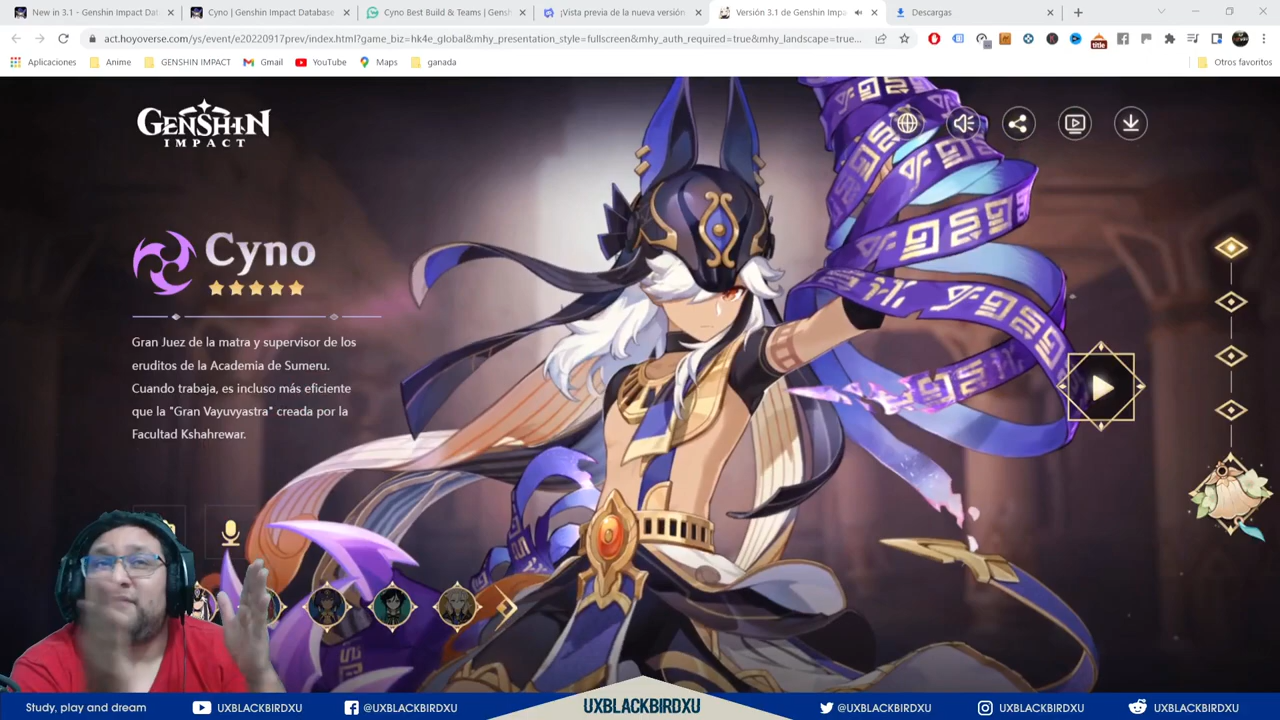 New in 3.1 - Genshin Impact Dat
Cyno | Genshin Impact Database
Cyno Best Build & Teams | Gensh
¡Vista previa de la nueva versión
Versión 3.1 de Genshin Impa
Descargas
act.hoyoverse.com/ys/event/e20220917prev/index.html?game_biz=hk4e_global&mhy_presentation_style=fullscreen&mhy_auth_required=true&mhy_landscape=true...
title
Aplicaciones
Anime
GENSHIN IMPACT
Gmail
YouTube
Maps
ganada
Otros favoritos
GENSHIN
IMPACT
Cyno
Gran Juez de la matra y supervisor de los
eruditos de la Academia de Sumeru.
Cuando trabaja, es incluso más eficiente
que la "Gran Vayuvyastra" creada por la
Facultad Kshahrewar.
Study, play and dream
UXBLACKBIRDXU
@UXBLACKBIRDXU
UXBLACKBIRDXU
@UXBLACKBIRDXU
UXBLACKBIRDXU
UXBLACKBIRDXU